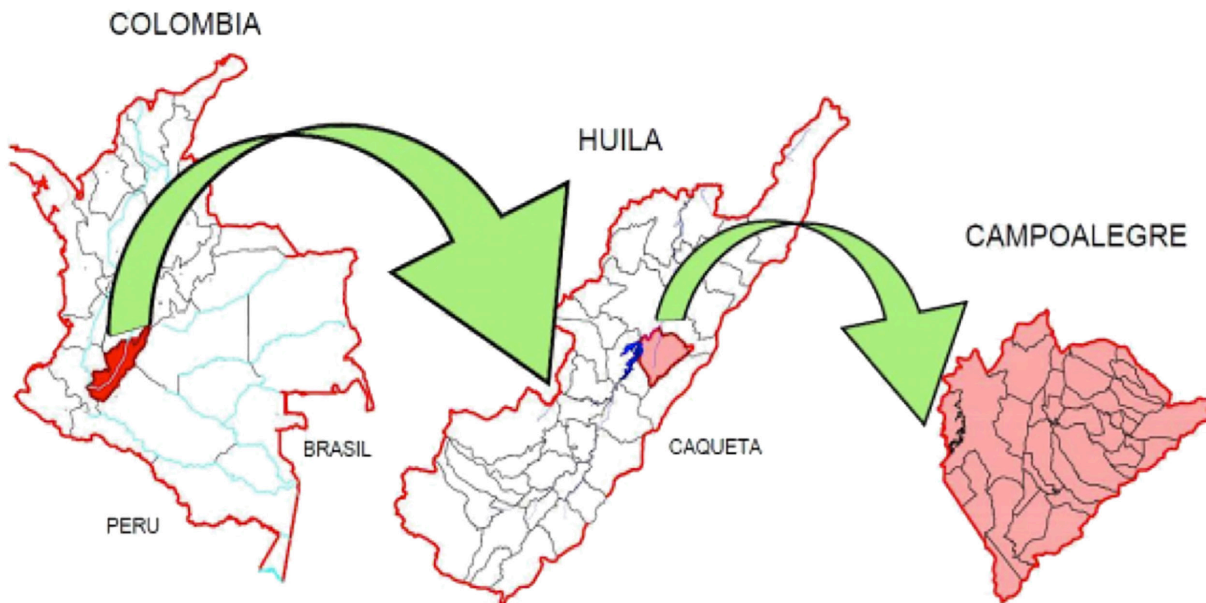 COLOMBIA
HUILA
CAMPOALEGRE
BRASIL
CAQUETA
PERU